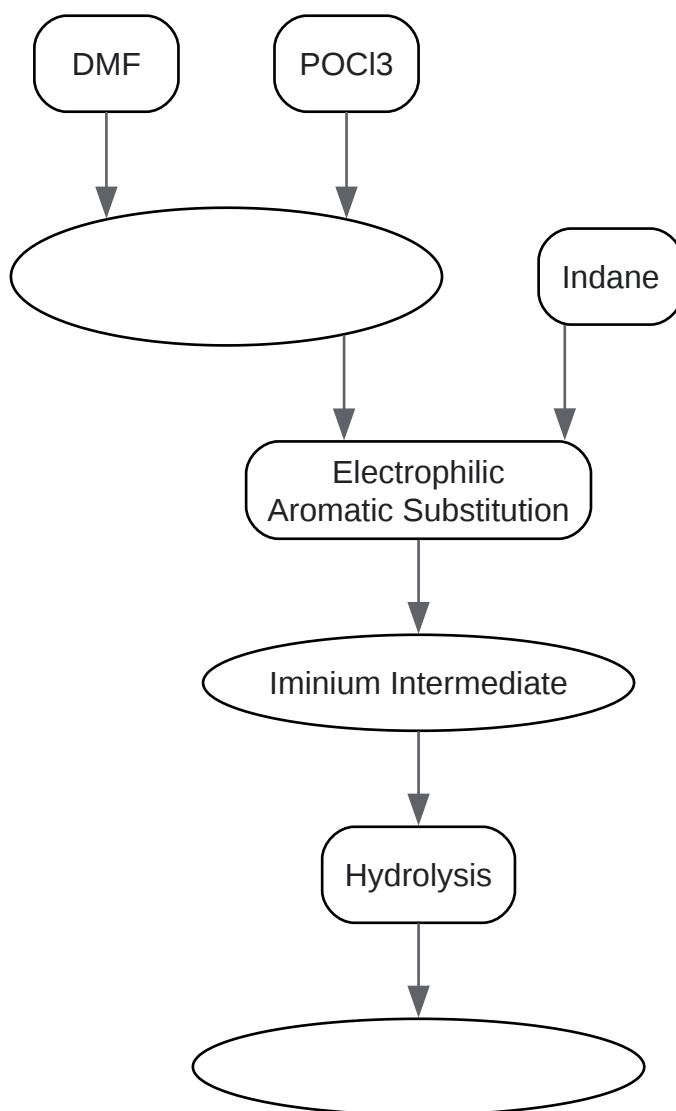 DMF
POCl3
Indane
Electrophilic
Aromatic Substitution
Iminium Intermediate
Hydrolysis